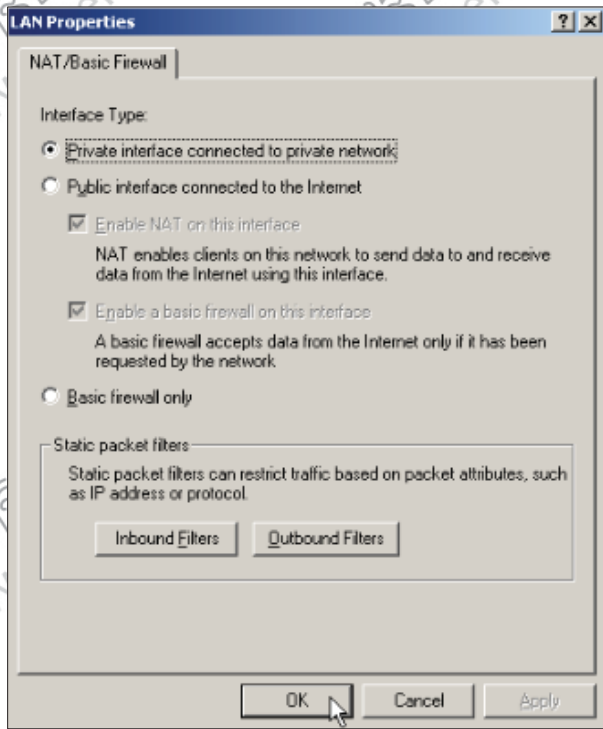 LAN Properties
NAT/Basic Firewall
Interface Type:
Private interface connected to private network
Public interface connected to the Internet
Enable NAT on this interface
NAT enables clients on this network to send data to and receive
data from the Internet using this interface.
Enable a basic firewall on this interface
A basic firewall accepts data from the Internet only if it has been
requested by the network
Basic firewall only
Static packet filters
Static packet filters can restrict traffic based on packet attributes, such
as IP address or protocol.
Inbound Filters
Outbound Filters
OK
Cancel
Apply